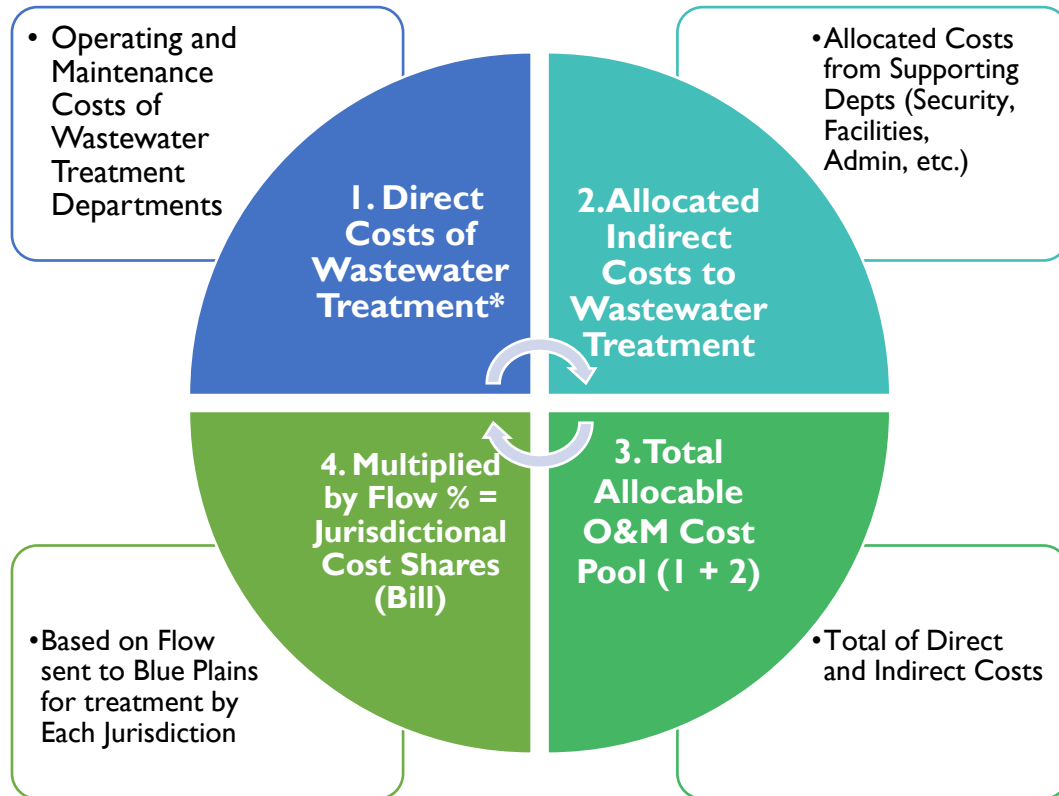 • Operating and
Maintenance
Costs of
Wastewater
Treatment
Departments
1. Direct
Costs of
Wastewater
Treatment*
2.Allocated
Indirect
Costs to
Wastewater
Treatment
•Allocated Costs
from Supporting
Depts (Security,
Facilities,
Admin, etc.)
4. Multiplied
by Flow % =
Jurisdictional
Cost Shares
(Bill)
3. Total
Allocable
O&M Cost
Pool (1 + 2)
•Based on Flow
sent to Blue Plains
for treatment by
Each Jurisdiction
•Total of Direct
and Indirect Costs